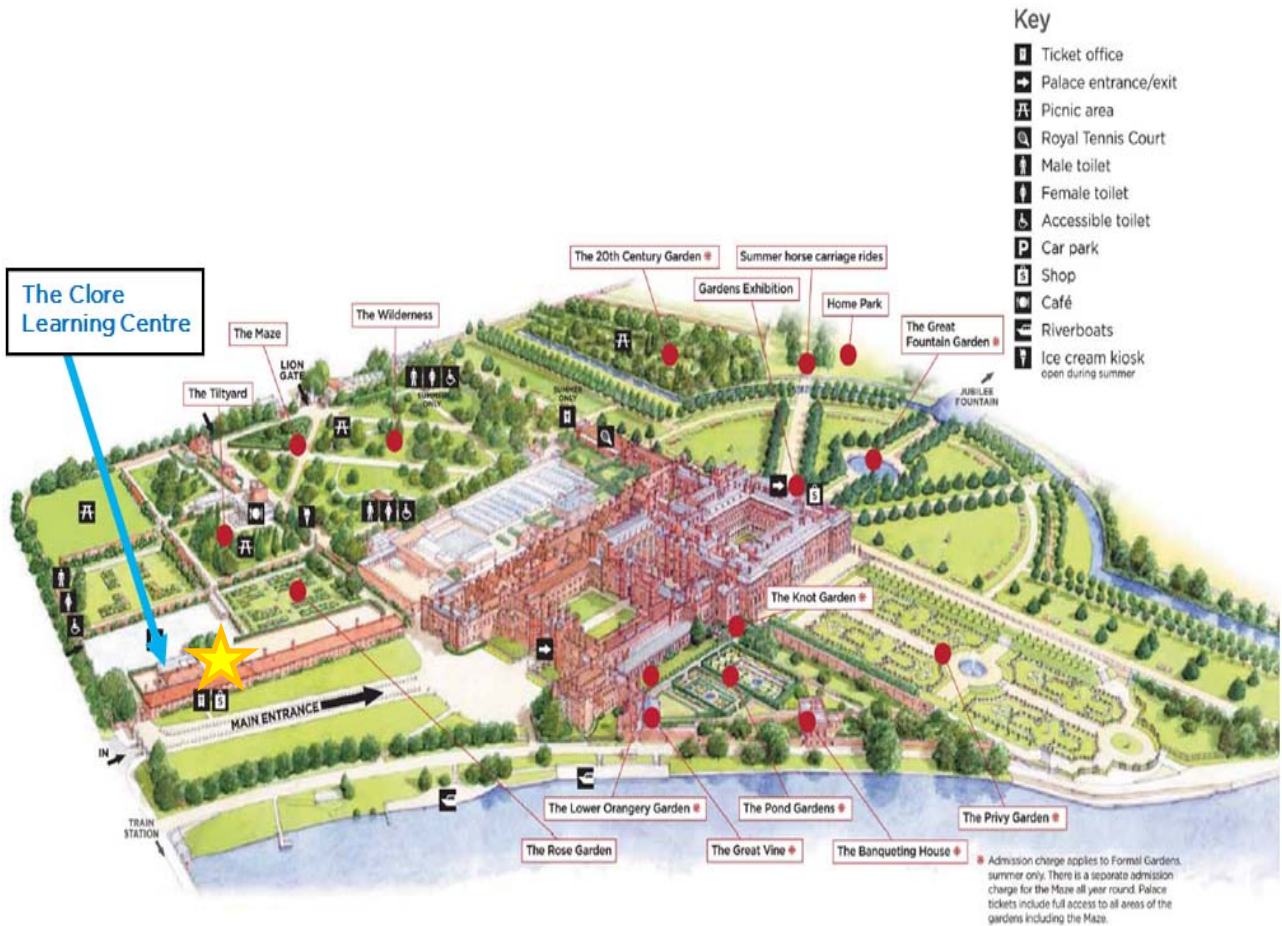 Key
Ticket office
Palace entrance/exit
Picnic area
Royal Tennis Court
Male toilet
Female toilet
Accessible toilet
P Car park
Shop
Café
Riverboats
Ice cream kiosk
open during summer
The 20th Century Garden ❋
Summer horse carriage rides
Gardens Exhibition
Home Park
The Great
Fountain Garden ❋
JUBILEE
FOUNTAIN
The Clore
Learning Centre
The Maze
The Wilderness
LION
GATE
The Tiltyard
SUMMER
ONLY
SUMMER
ONLY
The Knot Garden ❋
MAIN ENTRANCE
IN
TRAIN
STATION
The Lower Orangery Garden ❋
The Pond Gardens ❋
The Privy Garden ❋
The Rose Garden
The Great Vine ❋
The Banqueting House ❋
❋ Admission charge applies to Formal Gardens,
summer only. There is a separate admission
charge for the Maze all year round. Palace
tickets include full access to all areas of the
gardens including the Maze.